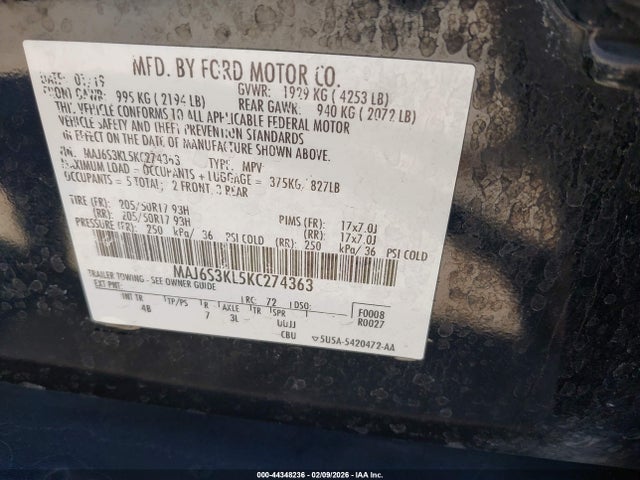 MFD. BY FORD MOTOR CO.
DATE:
GVWR: 1929 KG ( 4253 LB)
FRONT GAWR: 995 KG ( 2194 LB)
REAR GAWR: 940 KG ( 2072 LB)
THIS VEHICLE CONFORMS TO ALL APPLICABLE FEDERAL MOTOR
VEHICLE SAFETY AND THEFT PREVENTION STANDARDS
IN EFFECT ON THE DATE OF MANUFACTURE SHOWN ABOVE.
VIN: MAJ6S3KL5KC274363 TYPE: MPV
MAXIMUM LOAD = OCCUPANTS + LUGGAGE = 375KG/ 827LB
OCCUPANTS = 5 TOTAL; 2 FRONT, 3 REAR
TIRE (FR): 205/50R17 93H PIMS (FR): 17x7.0J
(RR): 205/50R17 93H (RR): 17x7.0J
PRESSURE (FR): 250 kPa/ 36 PSI COLD (RR): 250 kPa/ 36 PSI COLD
MAJ6S3KL5KC274363
TRAILER TOWING - SEE OWNER GUIDE
EXT PNT: RC: 72 DSO: F0008
INT TR TP/PS R AXLE TR SPR R0027
4B 7 3L UUJJ
CBU 5USA-5420472-AA
000-44348236 - 02/09/2026 - IAA Inc.